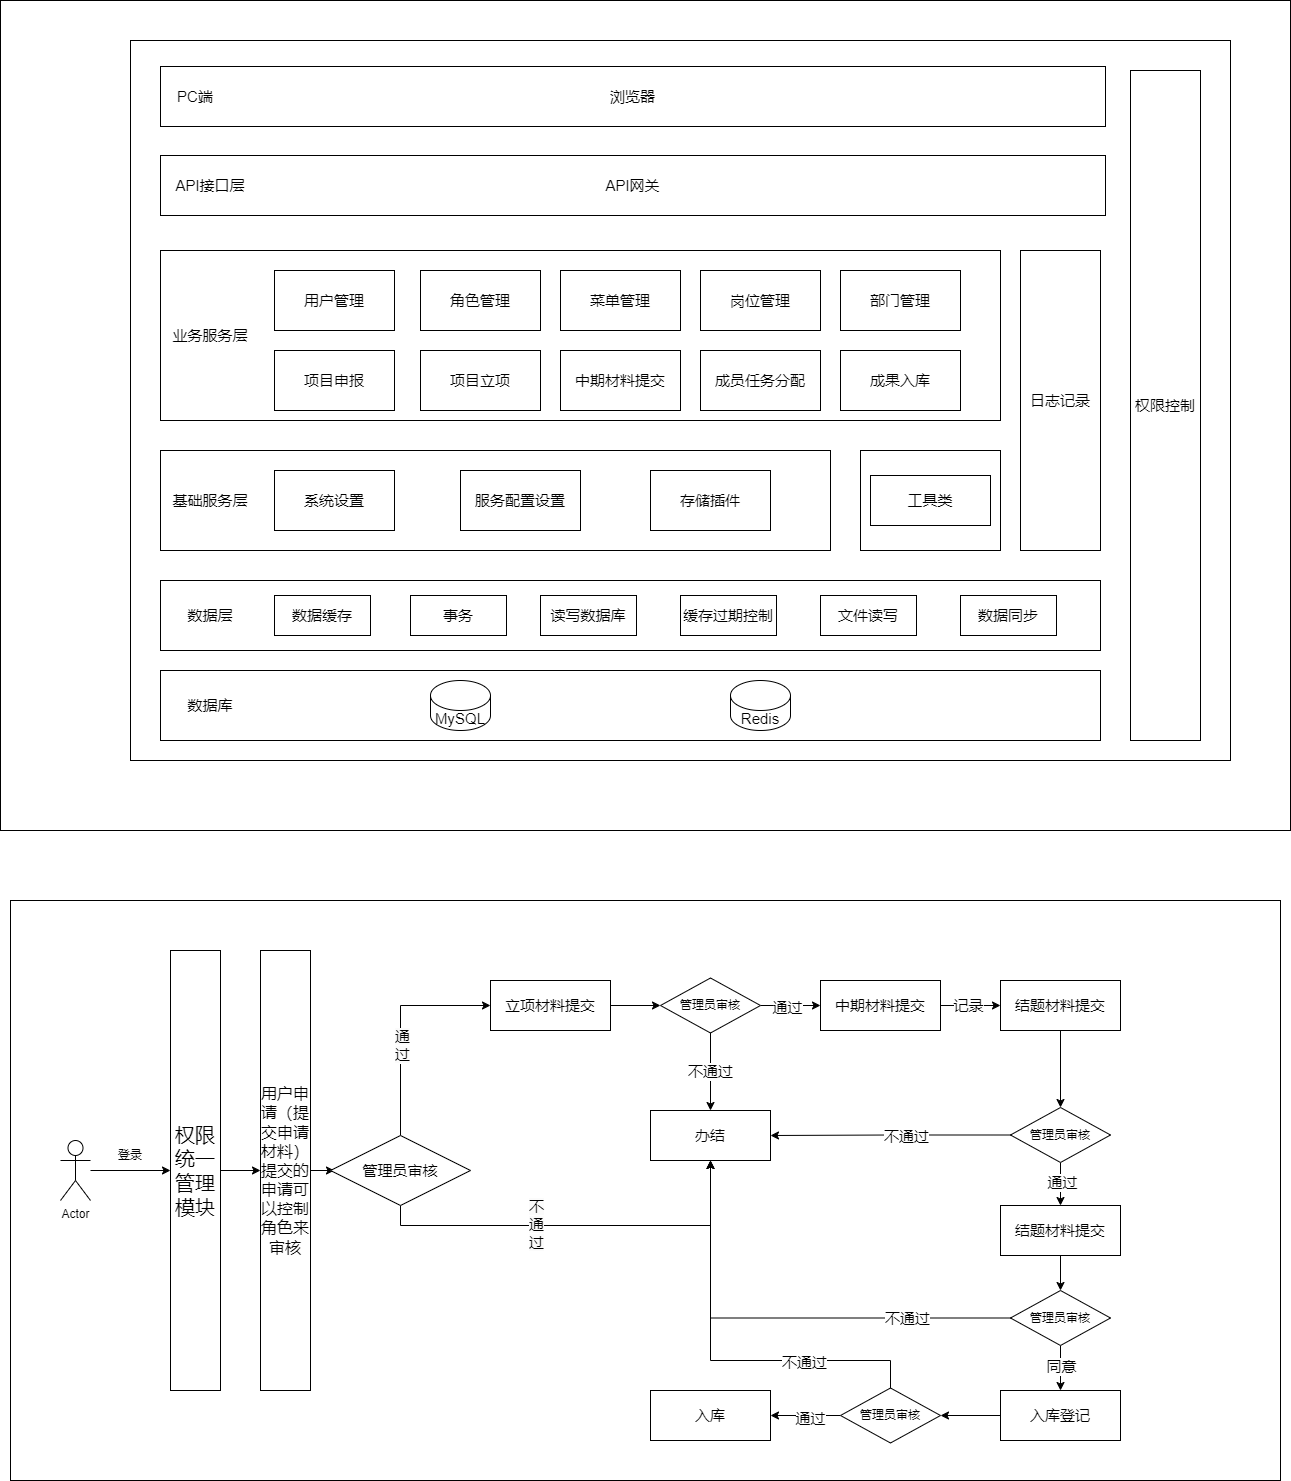 PC端
浏览器
API接口层
API网关
用户管理
角色管理
菜单管理
岗位管理
部门管理
业务服务层
项目申报
项目立项
中期材料提交
成员任务分配
成果入库
日志记录
权限控制
基础服务层
系统设置
服务配置设置
存储插件
工具类
数据层
数据缓存
事务
读写数据库
缓存过期控制
文件读写
数据同步
数据库
MySQL
Redis
立项材料提交
管理员审核
通过
中期材料提交
记录
结题材料提交
通
过
不通过
用户申
请（提
交申请
材料）
提交的
申请可
以控制
角色来
审核
权限
统一
管理
模块
登录
Actor
管理员审核
办结
不通过
管理员审核
通过
不
通
过
结题材料提交
不通过
管理员审核
不通过
同意
入库
通过
管理员审核
入库登记